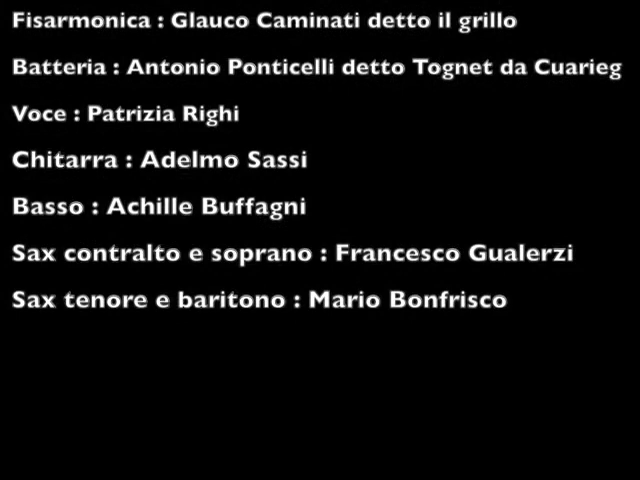 Fisarmonica : Glauco Caminati detto il grillo
Batteria : Antonio Ponticelli detto Tognet da Cuarieg
Voce : Patrizia Righi
Chitarra : Adelmo Sassi
Basso : Achille Buffagni
Sax contralto e soprano : Francesco Gualerzi
Sax tenore e baritono : Mario Bonfrisco